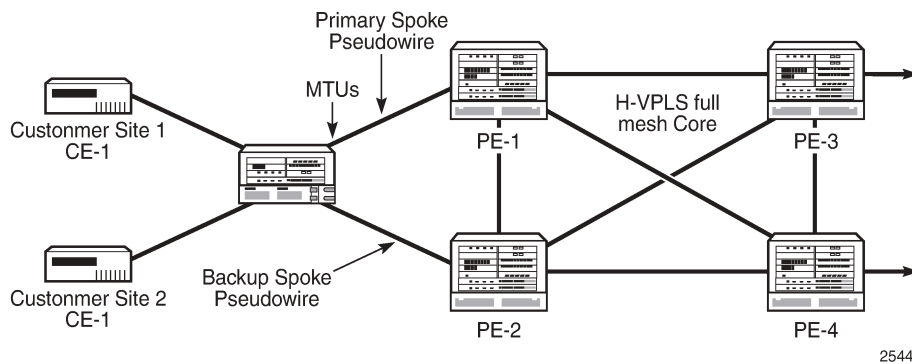 Primary Spoke
Pseudowire
MTUs
Custonmer Site 1
CE-1
PE-1
H-VPLS full
mesh Core
PE-3
Custonmer Site 2
CE-1
Backup Spoke
Pseudowire
PE-2
PE-4
2544